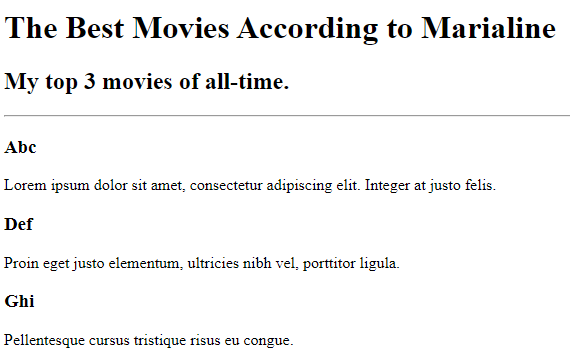 The Best Movies According to Marialine
My top 3 movies of all-time.
Abc
Lorem ipsum dolor sit amet, consectetur adipiscing elit. Integer at justo felis.
Def
Proin eget justo elementum, ultricies nibh vel, porttitor ligula.
Ghi
Pellentesque cursus tristique risus eu congue.